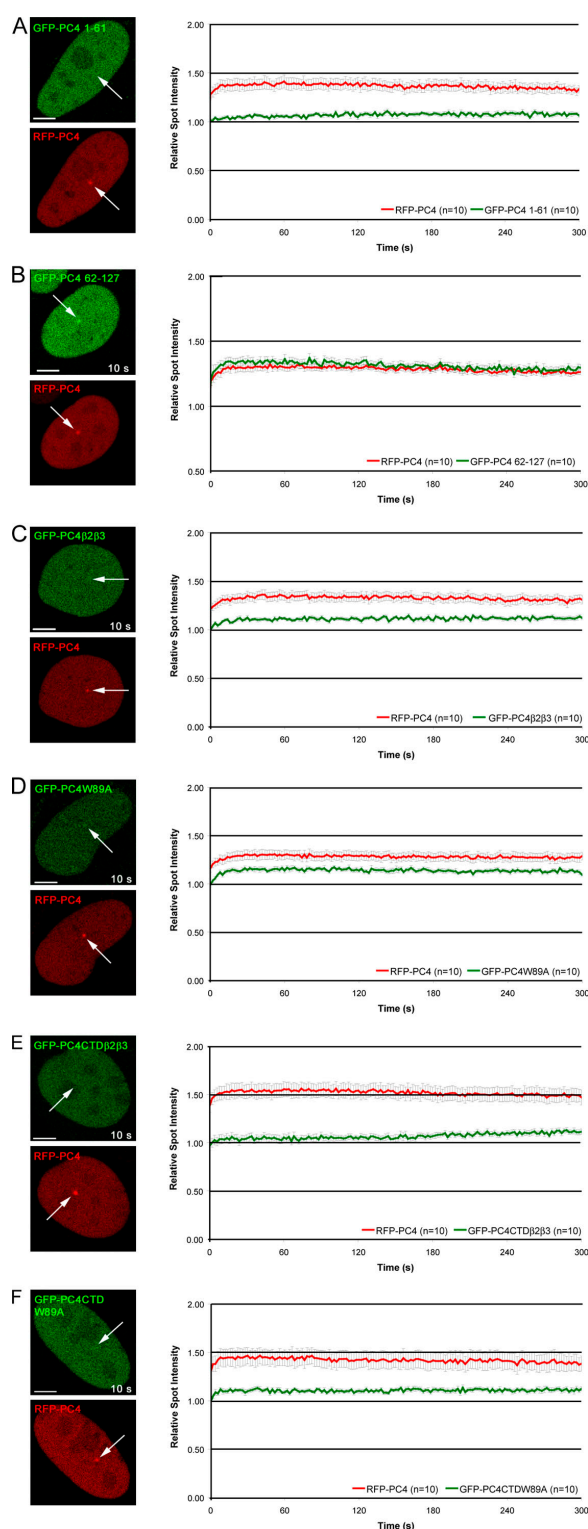 A
GFP-PC4 1-61
RFP-PC4
Relative Spot Intensity
2.00
1.50
1.00
0.50
0.00
0
60
120
180
240
300
RFP-PC4 (n=10)
GFP-PC4 1-61 (n=10)
Time (s)
B
GFP-PC4 62-127
10 s
RFP-PC4
Relative Spot Intensity
2.00
1.50
1.00
0.50
0
60
120
180
240
300
RFP-PC4 (n=10)
GFP-PC4 62-127 (n=10)
Time (s)
C
GFP-PC4β2β3
10 s
RFP-PC4
Relative Spot Intensity
2.00
1.50
1.00
0.50
0.00
0
60
120
180
240
300
RFP-PC4 (n=10)
GFP-PC4β2β3 (n=10)
Time (s)
D
GFP-PC4W89A
10 s
RFP-PC4
Relative Spot Intensity
2.00
1.50
1.00
0.50
0.00
0
60
120
180
240
300
RFP-PC4 (n=10)
GFP-PC4W89A (n=10)
Time (s)
E
GFP-PC4CTDβ2β3
10 s
RFP-PC4
Relative Spot Intensity
2.00
1.50
1.00
0.50
0.00
0
60
120
180
240
300
RFP-PC4 (n=10)
GFP-PC4CTDβ2β3 (n=10)
Time (s)
F
GFP-PC4CTD
W89A
10 s
RFP-PC4
Relative Spot Intensity
2.00
1.50
1.00
0.50
0.00
0
60
120
180
240
300
RFP-PC4 (n=10)
GFP-PC4CTDW89A (n=10)
Time (s)